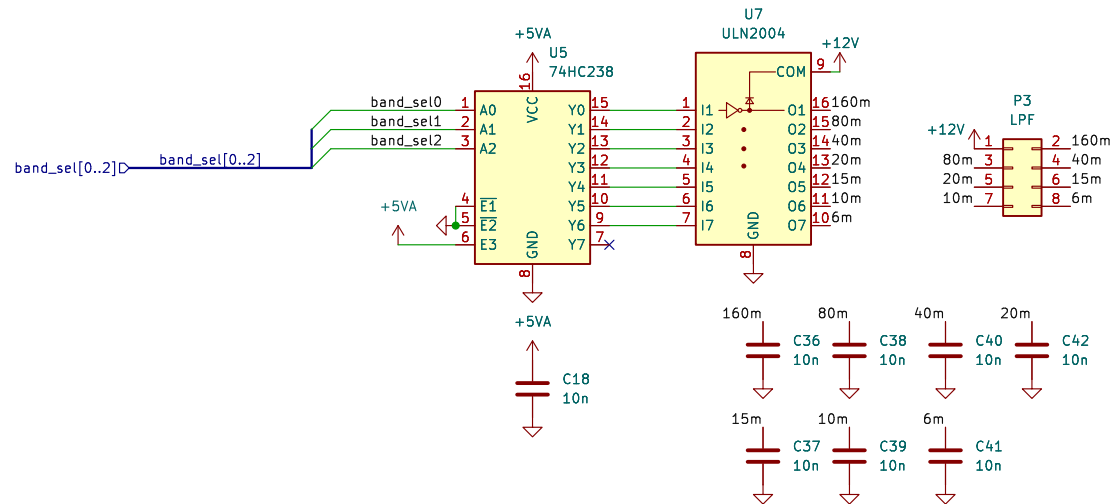 U7
ULN2004
+5VA
U5
74HC238
+12V
9
COM
16
VCC
band_sel0
1
A0
Y0
15
1
I1
O1
16
160m
band_sel1
2
A1
Y1
14
2
I2
O2
15
80m
band_sel2
3
A2
Y2
13
3
I3
O3
14
40m
band_sel[0..2]
band_sel[0..2]
Y3
12
4
I4
O4
13
20m
Y4
11
5
I5
O5
12
15m
4
E1
Y5
10
6
I6
O6
11
10m
+5VA
5
E2
Y6
9
7
I7
O7
10
6m
6
E3
Y7
7
GND
8
GND
8
P3
LPF
+12V
1
2
160m
80m
3
4
40m
20m
5
6
15m
10m
7
8
6m
+5VA
C18
10n
160m
C36
10n
80m
C38
10n
40m
C40
10n
20m
C42
10n
15m
C37
10n
10m
C39
10n
6m
C41
10n